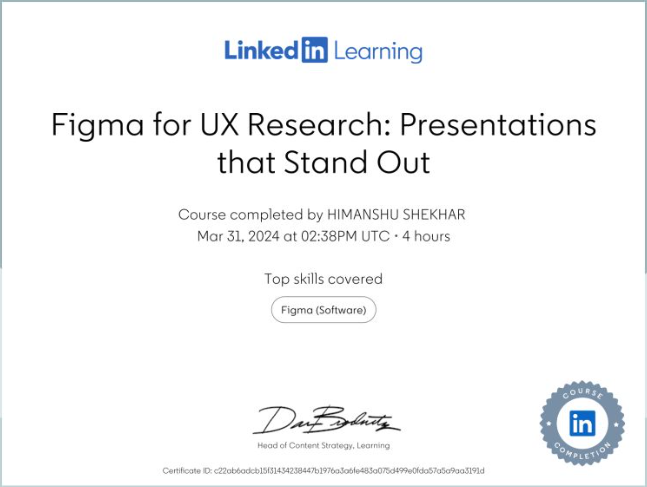 Linked in Learning
Figma for UX Research: Presentations
that Stand Out
Course completed by HIMANSHU SHEKHAR
Mar 31, 2024 at 02:38PM UTC • 4 hours
Top skills covered
Figma (Software)
Head of Content Strategy, Learning
COURSE
in
COMPLETION
Certificate ID: c22ab6adcb15f31434238447b1976a3a6fe483a075d499e0fda57a5a9aa3191d